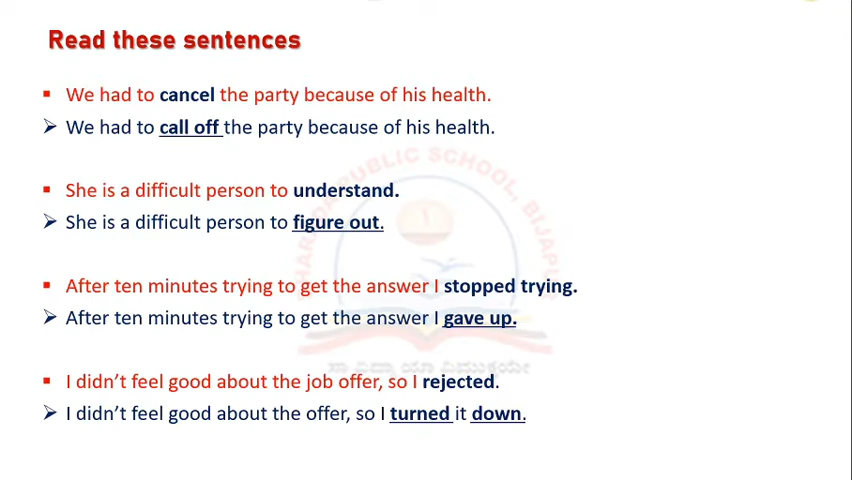 Read these sentences
We had to cancel the party because of his health.
We had to call off the party because of his health.
She is a difficult person to understand.
She is a difficult person to figure out.
After ten minutes trying to get the answer I stopped trying.
After ten minutes trying to get the answer I gave up.
I didn't feel good about the job offer, so I rejected.
I didn't feel good about the offer, so I turned it down.
PUBLIC SCHOOL, BIJAPUR